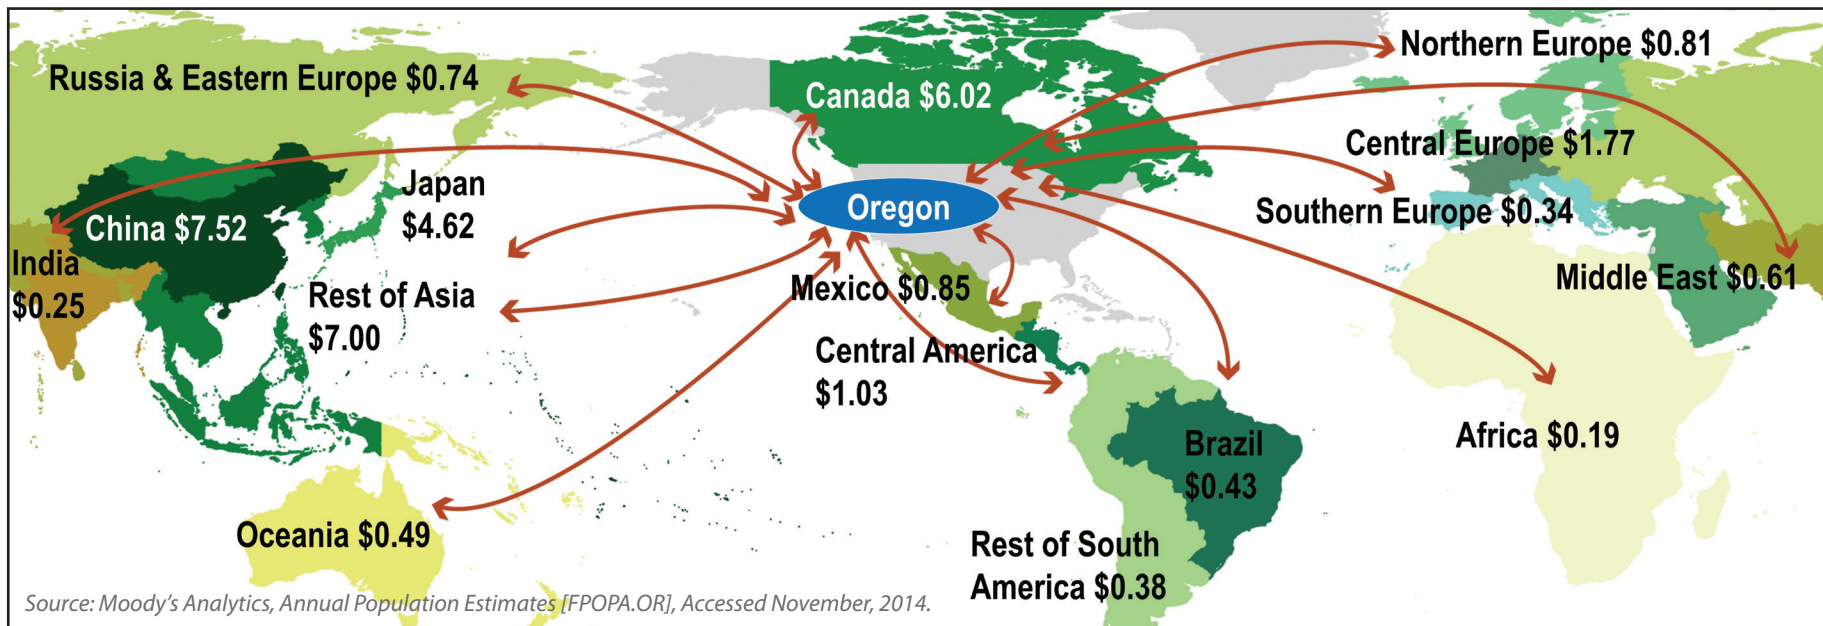 Northern Europe $0.81
Russia & Eastern Europe $0.74
Canada $6.02
Central Europe $1.77
Japan
$4.62
Oregon
Southern Europe $0.34
China $7.52
India
$0.25
Middle East $0.61
Rest of Asia
$7.00
Mexico $0.85
Central America
$1.03
Africa $0.19
Brazil
$0.43
Oceania $0.49
Rest of South
America $0.38
Source: Moody's Analytics, Annual Population Estimates [FPOPA.OR], Accessed November, 2014.